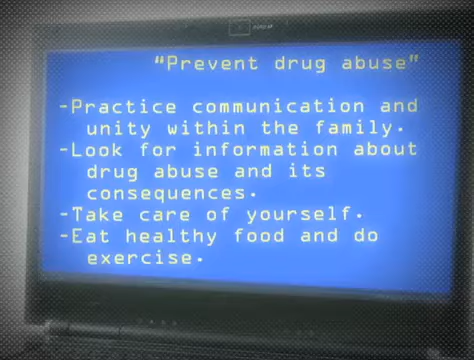 “Prevent drug abuse”
-Practice communication and
unity within the family.
-Look for information about
drug abuse and its
consequences.
-Take care of yourself.
-Eat healthy food and do
exercise.